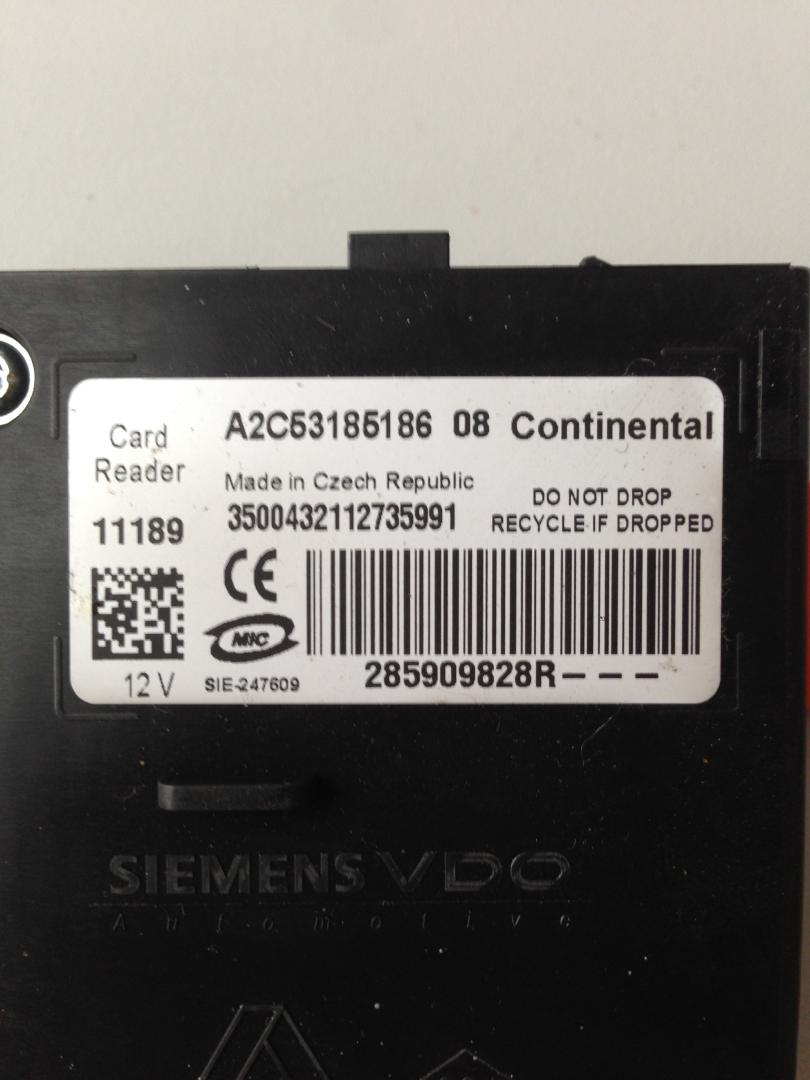 Card
Reader
11189
12 V
A2C53185186 08 Continental
Made in Czech Republic
3500432112735991
DO NOT DROP
RECYCLE IF DROPPED
CE
MIC
SIE-247609
285909828R---
SIEMENS VDO
Automotive